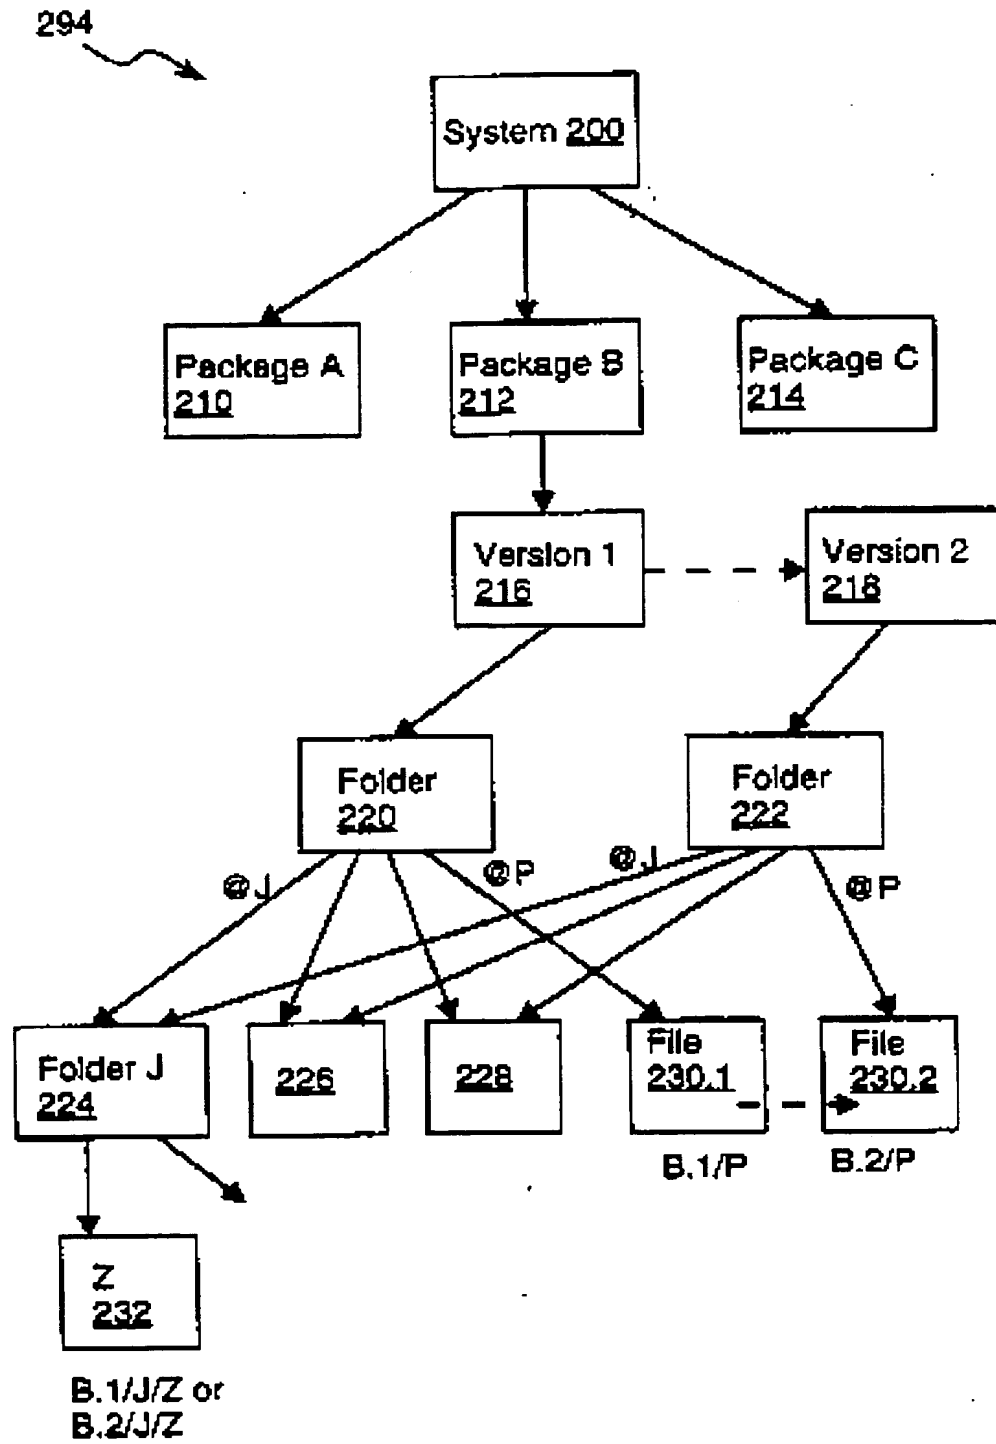 294
System 200
Package A
210
Package B
212
Package C
214
Version 1
216
Version 2
218
Folder
220
Folder
222
@J
@P
@J
@P
Folder J
224
226
228
File
230.1
File
230.2
B.1/P
B.2/P
Z
232
B.1/J/Z or
B.2/J/Z